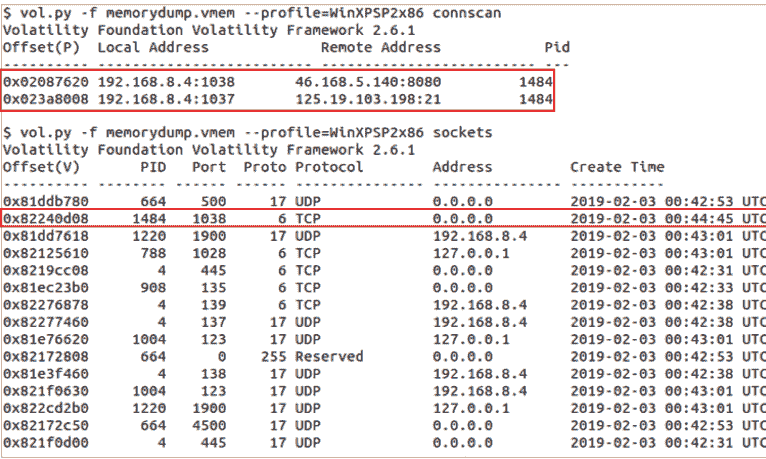 $ vol.py -f memorydump.vmem --profile=WinXPSP2x86 connscan
Volatility Foundation Volatility Framework 2.6.1
Offset(P) Local Address Remote Address Pid
---------- ------------------------- ------------------------- ---
0x02087620 192.168.8.4:1038 46.168.5.140:8080 1484
0x023a8008 192.168.8.4:1037 125.19.103.198:21 1484
$ vol.py -f memorydump.vmem --profile=WinXPSP2x86 sockets
Volatility Foundation Volatility Framework 2.6.1
Offset(V) PID Port Proto Protocol Address Create Time
---------- -------- ------ ------ --------------- --------------- -----------
0x81ddb780 664 500 17 UDP 0.0.0.0 2019-02-03 00:42:53 UTC
0x82240d08 1484 1038 6 TCP 0.0.0.0 2019-02-03 00:44:45 UTC
0x81dd7618 1220 1900 17 UDP 192.168.8.4 2019-02-03 00:43:01 UTC
0x82125610 788 1028 6 TCP 127.0.0.1 2019-02-03 00:43:01 UTC
0x8219cc08 4 445 6 TCP 0.0.0.0 2019-02-03 00:42:31 UTC
0x81ec23b0 908 135 6 TCP 0.0.0.0 2019-02-03 00:42:33 UTC
0x82276878 4 139 6 TCP 192.168.8.4 2019-02-03 00:42:38 UTC
0x82277460 4 137 17 UDP 192.168.8.4 2019-02-03 00:42:38 UTC
0x81e76620 1004 123 17 UDP 127.0.0.1 2019-02-03 00:43:01 UTC
0x82172808 664 0 255 Reserved 0.0.0.0 2019-02-03 00:42:53 UTC
0x81e3f460 4 138 17 UDP 192.168.8.4 2019-02-03 00:42:38 UTC
0x821f0630 1004 123 17 UDP 192.168.8.4 2019-02-03 00:43:01 UTC
0x822cd2b0 1220 1900 17 UDP 127.0.0.1 2019-02-03 00:43:01 UTC
0x82172c50 664 4500 17 UDP 0.0.0.0 2019-02-03 00:42:53 UTC
0x821f0d00 4 445 17 UDP 0.0.0.0 2019-02-03 00:42:31 UTC